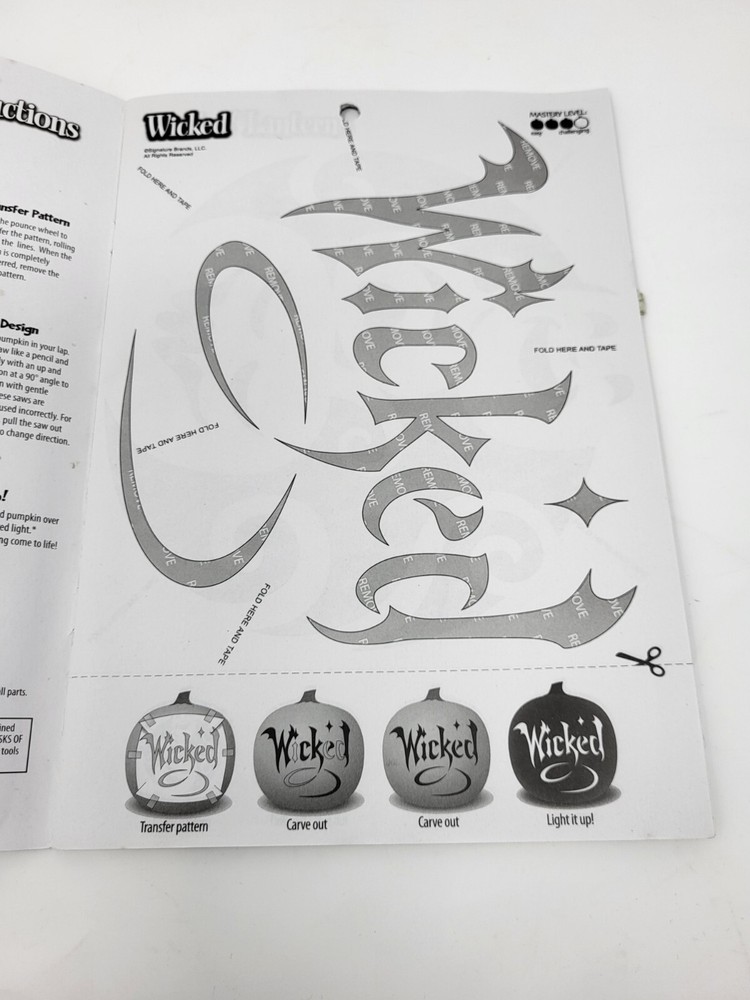 ctions
nsfer Pattern
he pounce wheel to
fer the pattern, rolling
the lines. When the
n is completely
erred, remove the
pattern.
Design
pumpkin in your lap.
aw like a pencil and
ly with an up and
on at a 90° angle to
n with gentle
ese saws are
used incorrectly. For
pull the saw out
o change direction.
!
d pumpkin over
ed light.*
ng come to life!
ll parts.
ined
SKS OF
tools
Wicked
©Signature Brands, LLC
All Rights Reserved
FOLD HERE AND TAPE
FOLD HERE AND TAPE
MASTERY LEVEL:
easy challenging
Wicked
REMOVE
FOLD HERE AND TAPE
FOLD HERE AND TAPE
FOLD HERE AND TAPE
Wicked
Wicked
Wicked
Wicked
Transfer pattern
Carve out
Carve out
Light it up!